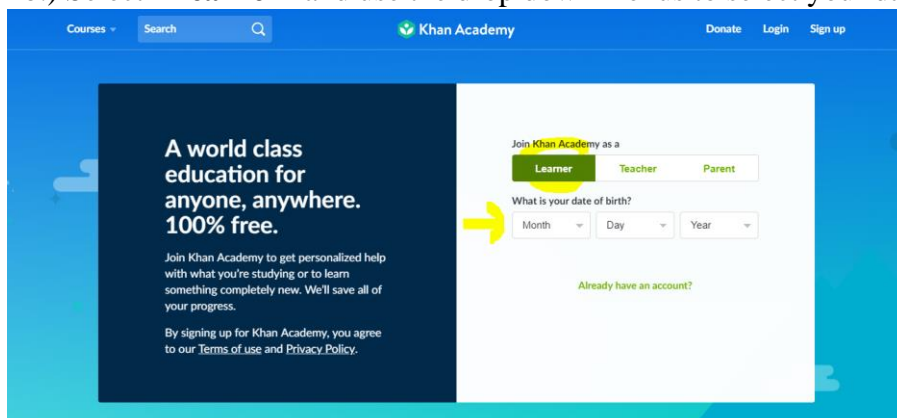 Courses
Search
Khan Academy
Donate
Login
Sign up
A world class
education for
anyone, anywhere.
100% free.
Join Khan Academy to get personalized help
with what you're studying or to learn
something completely new. We'll save all of
your progress.
By signing up for Khan Academy, you agree
to our Terms of use and Privacy Policy.
Join Khan Academy as a
Learner Teacher Parent
What is your date of birth?
Month Day Year
Already have an account?